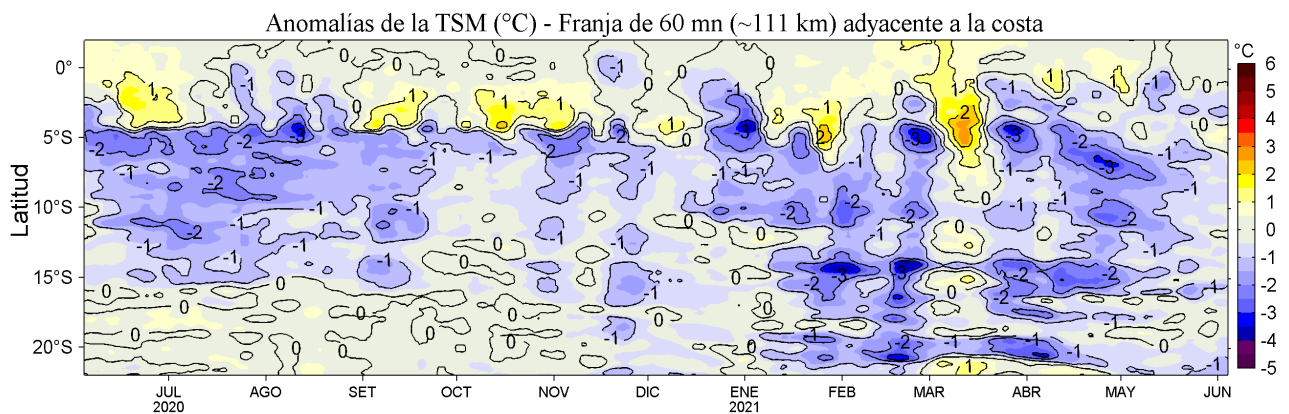 Anomalías de la TSM (°C) - Franja de 60 mn (~111 km) adyacente a la costa
°C
Latitud
0°
5°S
10°S
15°S
20°S
6
5
4
3
2
1
0
-1
-2
-3
-4
-5
JUL AGO SET OCT NOV DIC ENE FEB MAR ABR MAY JUN
2020 2021